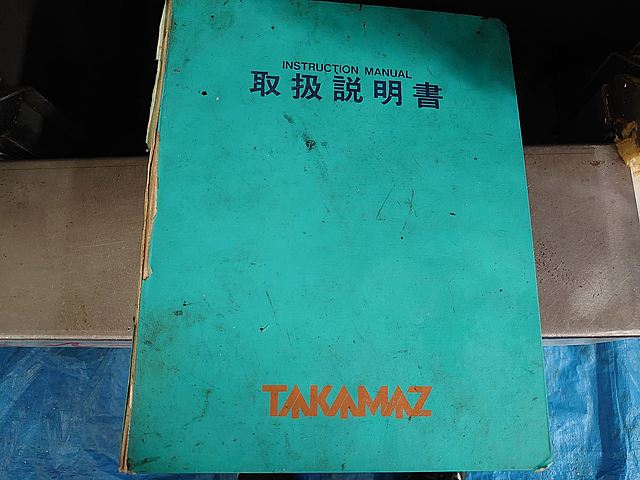 INSTRUCTION MANUAL
取扱説明書
TAKAMAZ